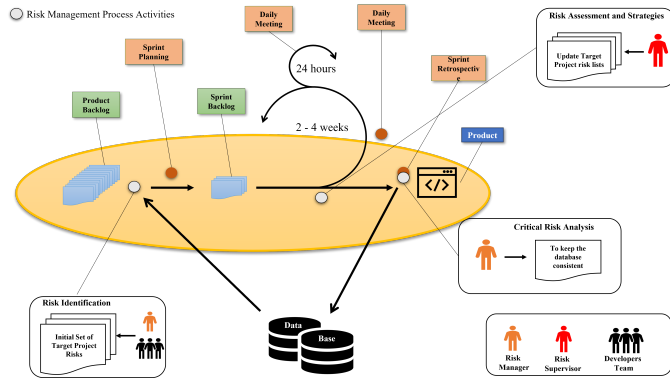 Risk Management Process Activities
Daily
Meeting
Daily
Meeting
Risk Assessment and Strategies
Update Target
Project risk lists
Sprint
Planning
24 hours
Sprint
Retrospectiv
e
Product
Backlog
Sprint
Backlog
2 - 4 weeks
Product
</>
Critical Risk Analysis
To keep the
database
consistent
Risk Identification
Initial Set of
Target Project
Risks
Data
Base
Risk
Manager
Risk
Supervisor
Developers
Team